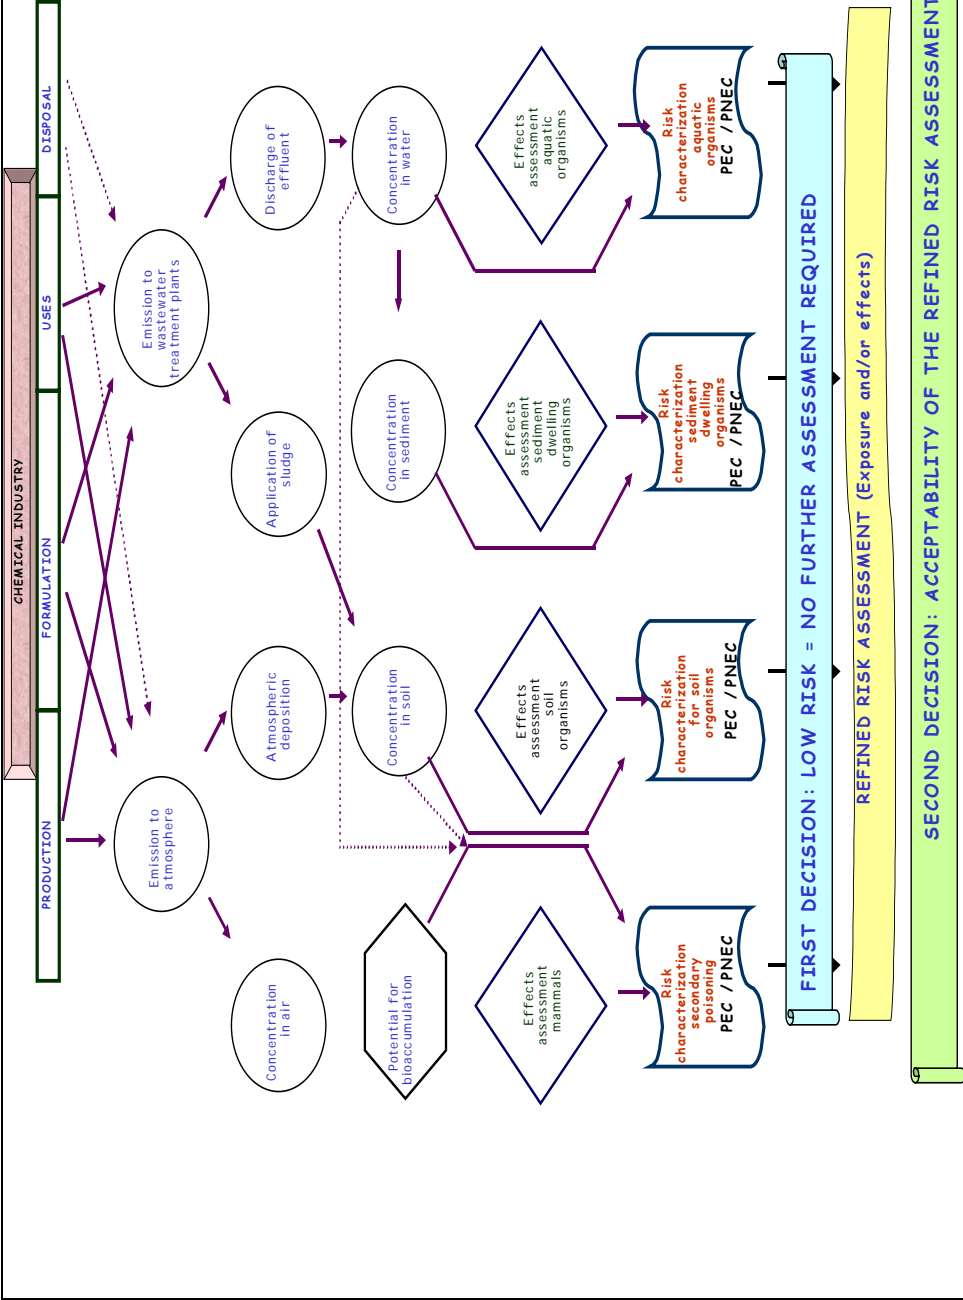 CHEMICAL INDUSTRY
PRODUCTION
FORMULATION
USES
DISPOSAL
Emission to
atmosphere
Emission to
wastewater
treatment plants
Concentration
in air
Atmospheric
deposition
Application of
sludge
Discharge of
effluent
Potential for
bioaccumulation
Concentration
in soil
Concentration
in sediment
Concentration
in water
Effects
assessment
mammals
Effects
assessment
soil
organisms
Effects
assessment
sediment
dwelling
organisms
Effects
assessment
aquatic
organisms
Risk
characterization
secondary
poisoning
PEC /PNEC
Risk
characterization
for soil
organisms
PEC /PNEC
Risk
characterization
sediment
dwelling
organisms
PEC /PNEC
Risk
characterization
aquatic
organisms
PEC /PNEC
FIRST DECISION: LOW RISK = NO FURTHER ASSESSMENT REQUIRED
REFINED RISK ASSESSMENT (Exposure and/or effects)
SECOND DECISION: ACCEPTABILITY OF THE REFINED RISK ASSESSMENT